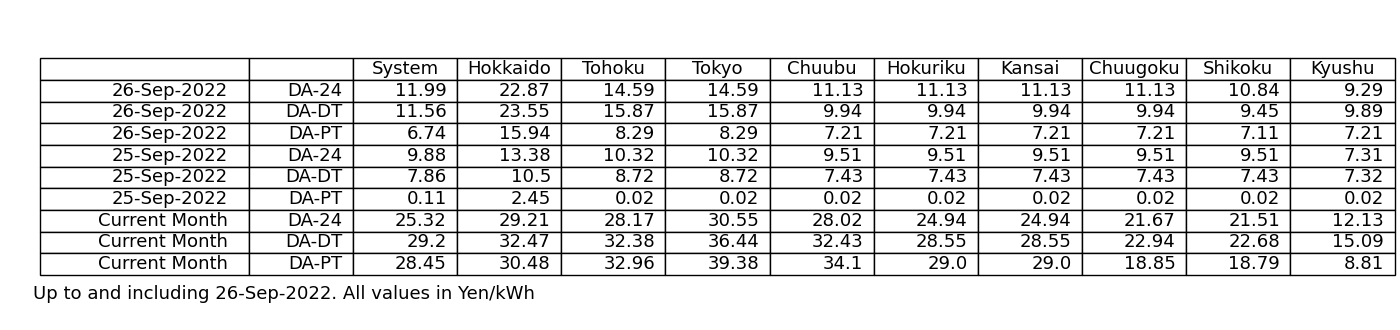 System Hokkaido Tohoku Tokyo Chuubu Hokuriku Kansai Chuugoku Shikoku Kyushu
26-Sep-2022 DA-24 11.99 22.87 14.59 14.59 11.13 11.13 11.13 11.13 10.84 9.29
26-Sep-2022 DA-DT 11.56 23.55 15.87 15.87 9.94 9.94 9.94 9.94 9.45 9.89
26-Sep-2022 DA-PT 6.74 15.94 8.29 8.29 7.21 7.21 7.21 7.21 7.11 7.21
25-Sep-2022 DA-24 9.88 13.38 10.32 10.32 9.51 9.51 9.51 9.51 9.51 7.31
25-Sep-2022 DA-DT 7.86 10.5 8.72 8.72 7.43 7.43 7.43 7.43 7.43 7.32
25-Sep-2022 DA-PT 0.11 2.45 0.02 0.02 0.02 0.02 0.02 0.02 0.02 0.02
Current Month DA-24 25.32 29.21 28.17 30.55 28.02 24.94 24.94 21.67 21.51 12.13
Current Month DA-DT 29.2 32.47 32.38 36.44 32.43 28.55 28.55 22.94 22.68 15.09
Current Month DA-PT 28.45 30.48 32.96 39.38 34.1 29.0 29.0 18.85 18.79 8.81
Up to and including 26-Sep-2022. All values in Yen/kWh